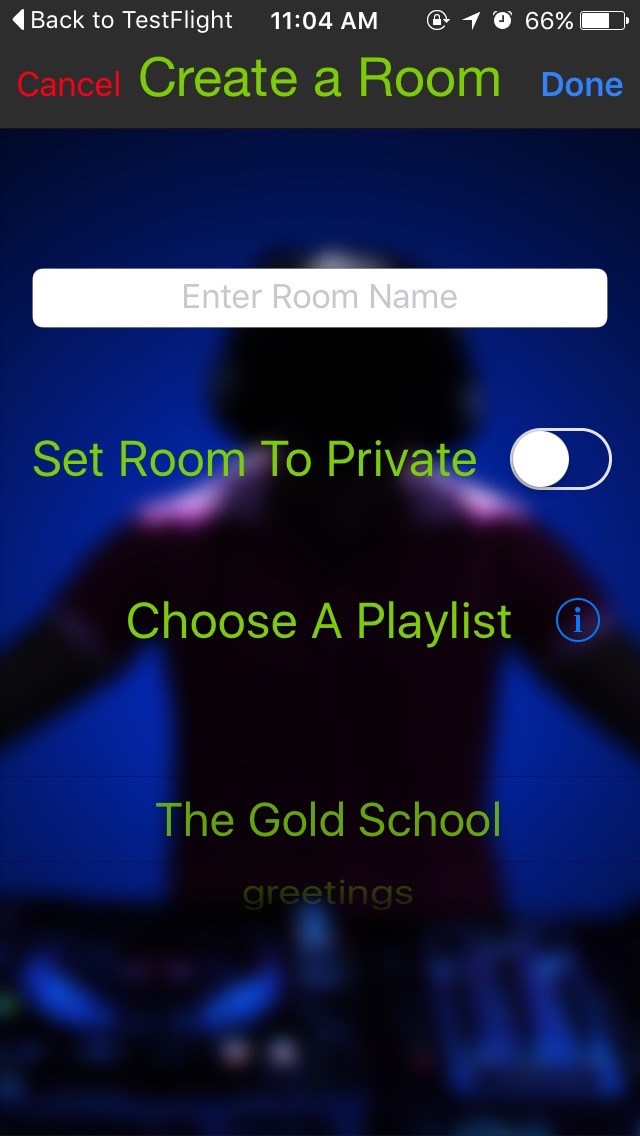 Back to TestFlight 11:04 AM 66%
Cancel Create a Room Done
Enter Room Name
Set Room To Private
Choose A Playlist i
The Gold School
greetings